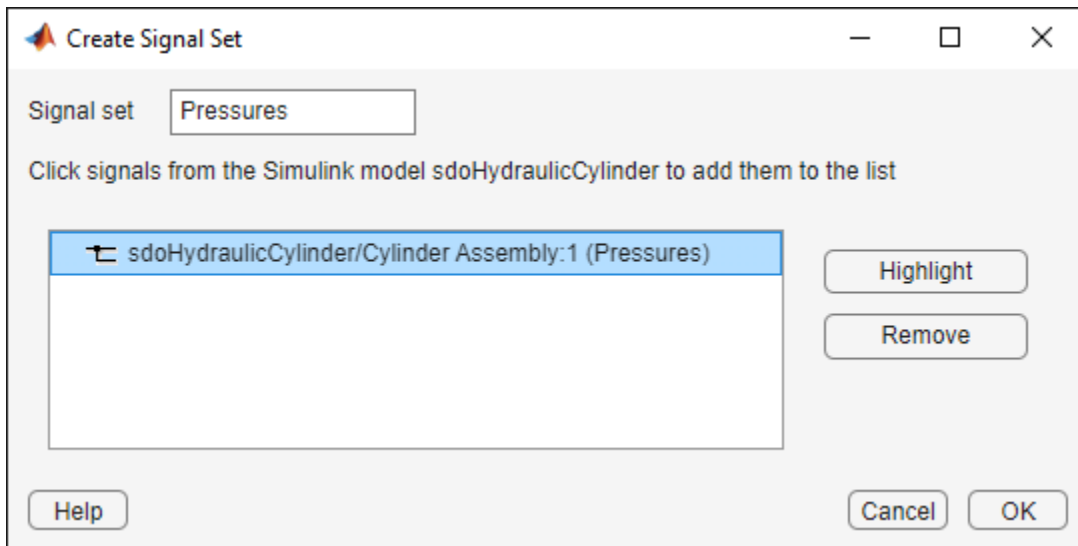 Create Signal Set
Signal set Pressures
Click signals from the Simulink model sdoHydraulicCylinder to add them to the list
sdoHydraulicCylinder/Cylinder Assembly:1 (Pressures)
Highlight
Remove
Help Cancel OK